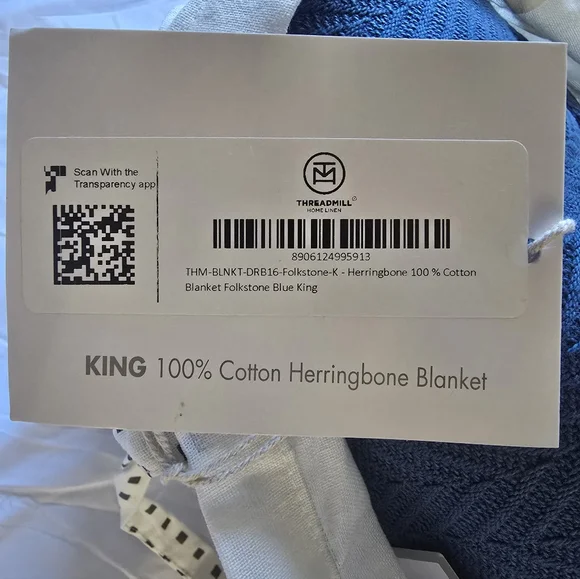 Scan With the
Transparency app
THREADMILL
HOME LINEN
8906124995913
THM-BLNKT-DRB16-Folkstone-K - Herringbone 100 % Cotton
Blanket Folkstone Blue King
KING 100% Cotton Herringbone Blanket